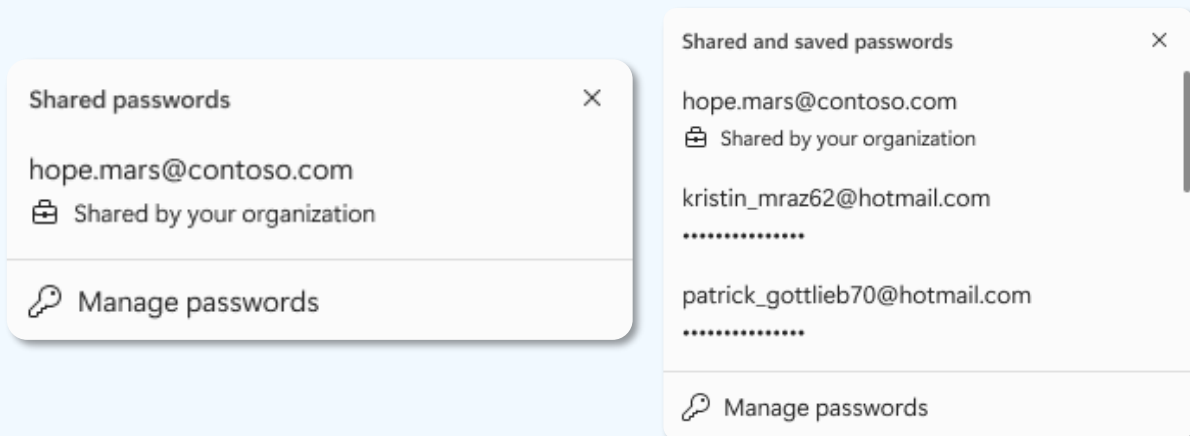 Shared passwords
hope.mars@contoso.com
Shared by your organization
Manage passwords
Shared and saved passwords
hope.mars@contoso.com
Shared by your organization
kristin_mraz62@hotmail.com
•••••••••••••••
patrick_gottlieb70@hotmail.com
•••••••••••••••
Manage passwords